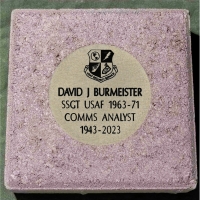 DAVID J BURMEISTER
SSGT USAF 1963-71
COMMS ANALYST
1943-2023